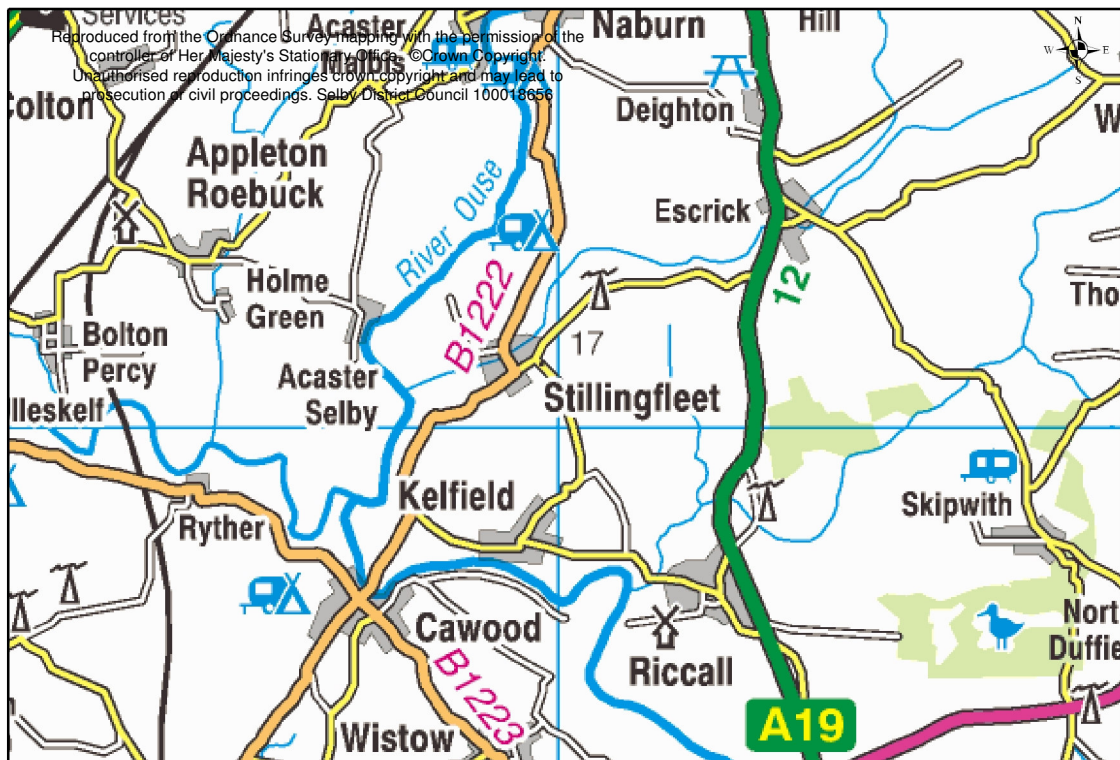 Services
Reproduced from the Ordnance Survey mapping with the permission of the
controller of Her Majesty's Stationary Office. ©Crown Copyright.
Unauthorised reproduction infringes crown copyright and may lead to
prosecution or civil proceedings. Selby District Council 100018656
Acaster
Malbis
Naburn
Hill
N
W E
S
Colton
Deighton
W
Appleton
Roebuck
Escrick
River Ouse
Holme
Green
B1222
12
Tho
Bolton
Percy
17
Acaster
Selby
Stillingfleet
lleskelf
Kelfield
Skipwith
Ryther
Cawood
Nort
Duffie
Riccall
B1223
A19
Wistow